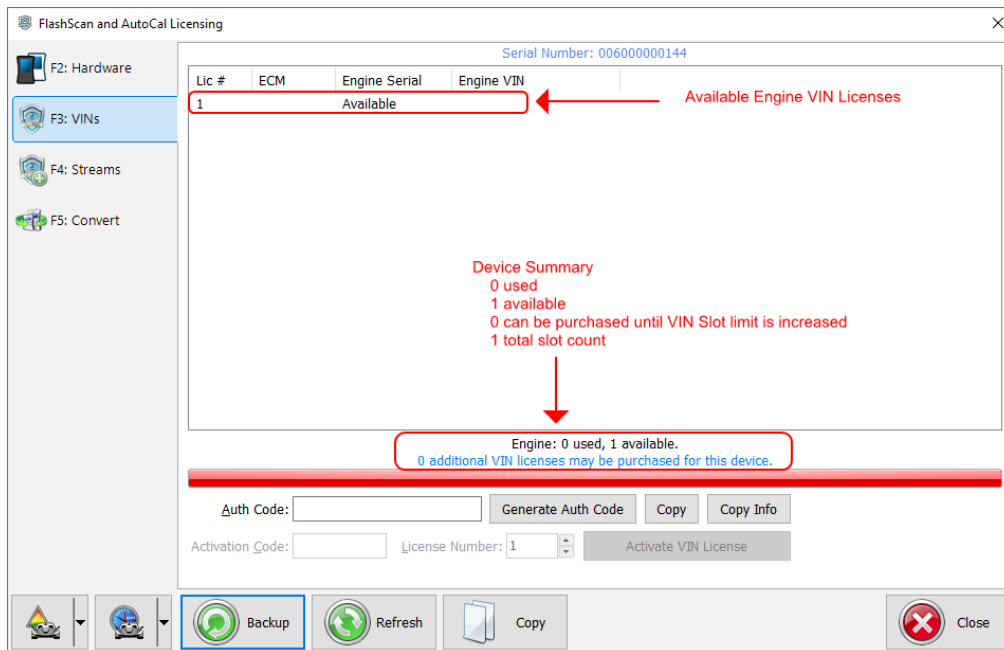 FlashScan and AutoCal Licensing
F2: Hardware
F3: VINs
F4: Streams
F5: Convert
Serial Number: 006000000144
Lic # ECM Engine Serial Engine VIN
1 Available
Available Engine VIN Licenses
Device Summary
0 used
1 available
0 can be purchased until VIN Slot limit is increased
1 total slot count
Engine: 0 used, 1 available.
0 additional VIN licenses may be purchased for this device.
Auth Code: Generate Auth Code Copy Copy Info
Activation Code: License Number: 1 Activate VIN License
Backup Refresh Copy Close